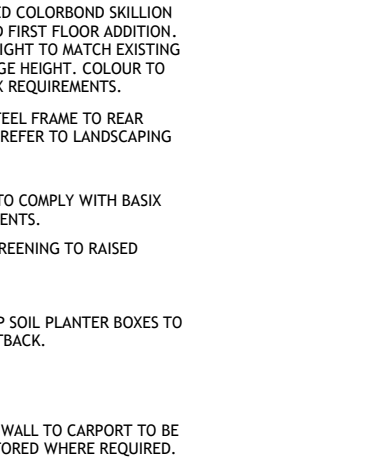 ED COLORBOND SKILLION
D FIRST FLOOR ADDITION.
IGHT TO MATCH EXISTING
GE HEIGHT. COLOUR TO
X REQUIREMENTS.
TEEL FRAME TO REAR
REFER TO LANDSCAPING
TO COMPLY WITH BASIX
ENTS.
REENING TO RAISED
P SOIL PLANTER BOXES TO
TBACK.
WALL TO CARPORT TO BE
TORED WHERE REQUIRED.